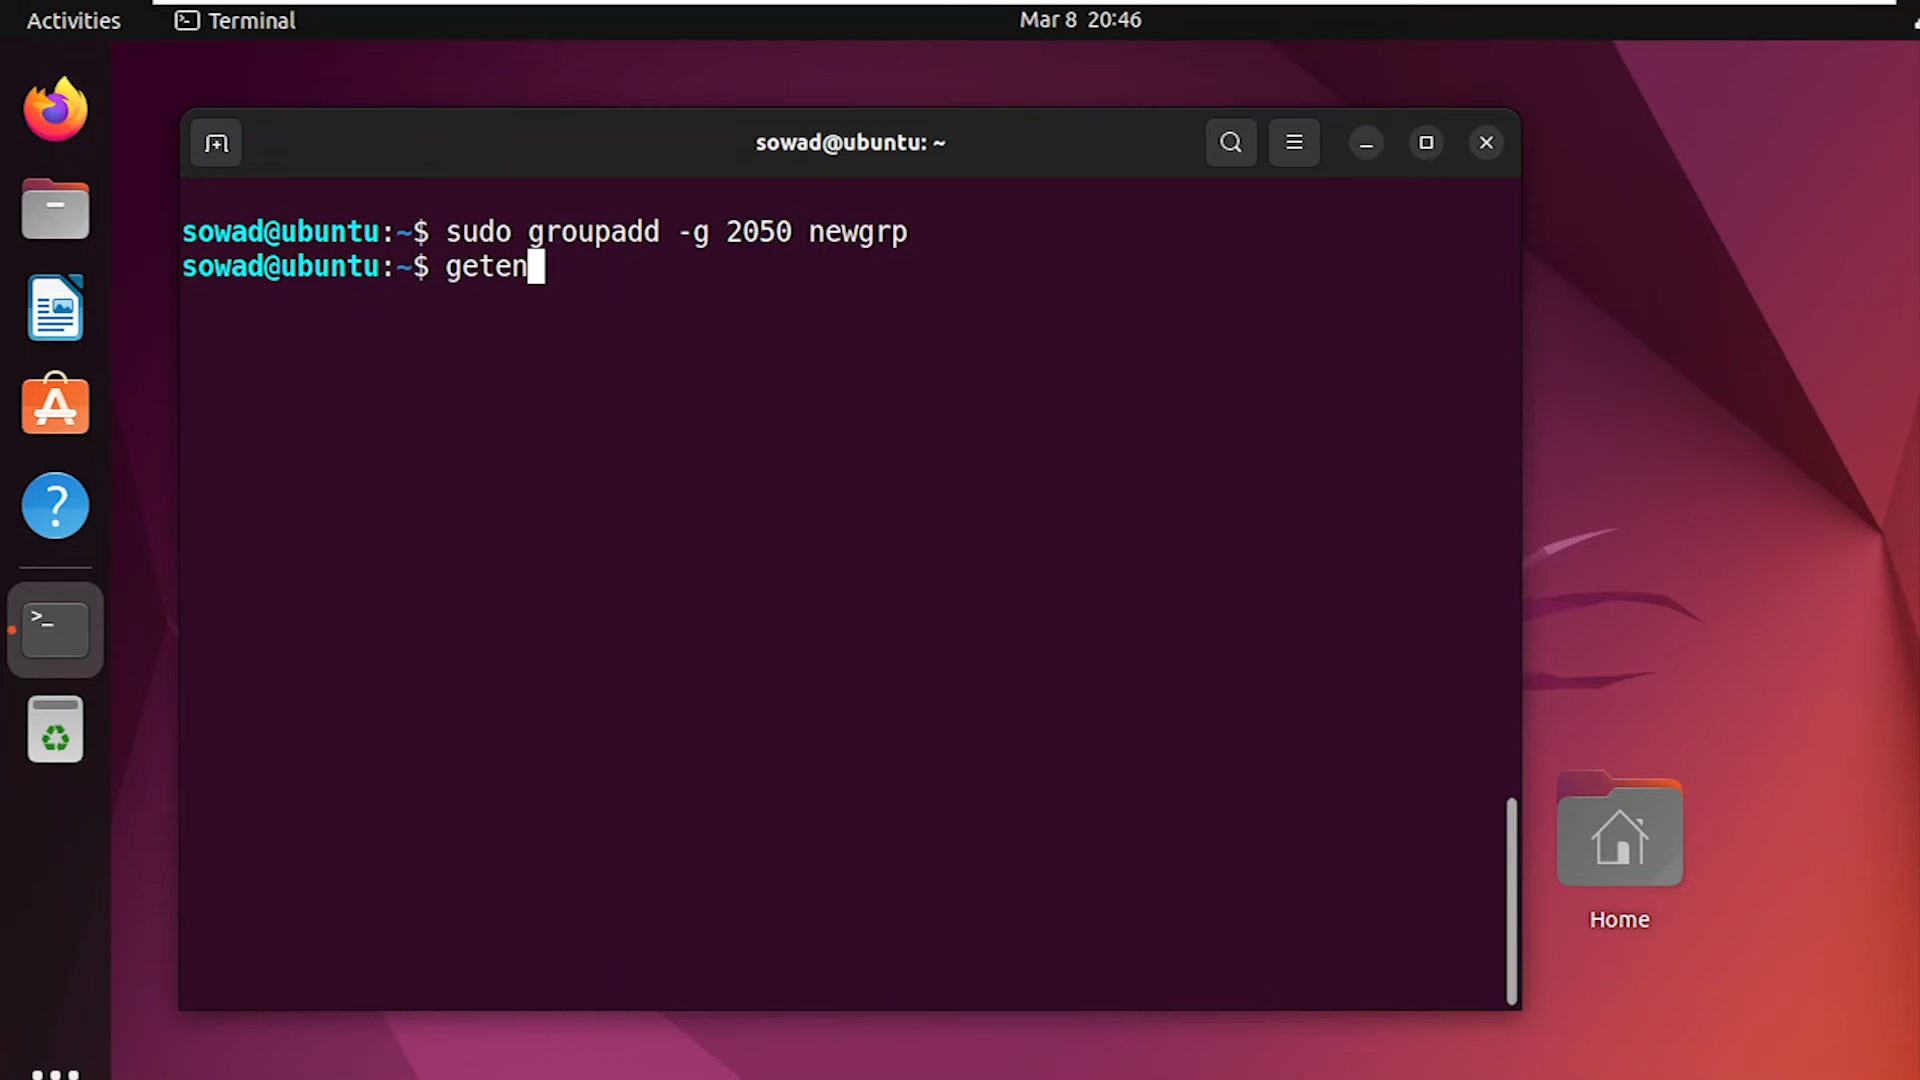 Activities Terminal Mar 8 20:46
sowad@ubuntu: ~
sowad@ubuntu:~$ sudo groupadd -g 2050 newgrp
sowad@ubuntu:~$ geten
Home